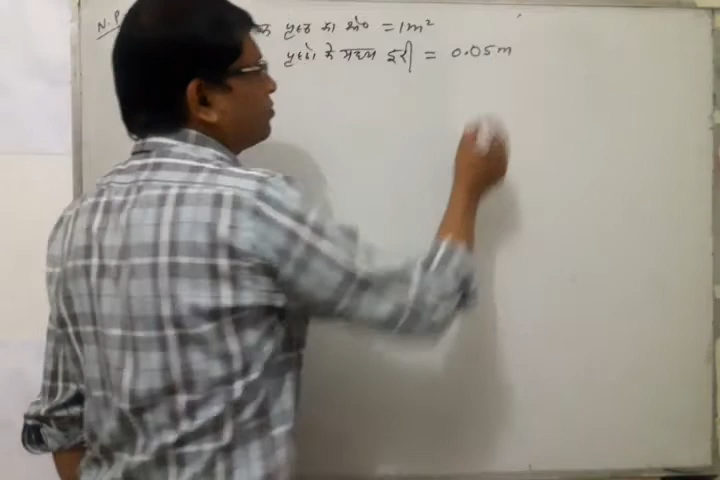 N.P पृष्ठ का क्षे० = 1m²
पृष्ठों के मध्य दूरी = 0.05m